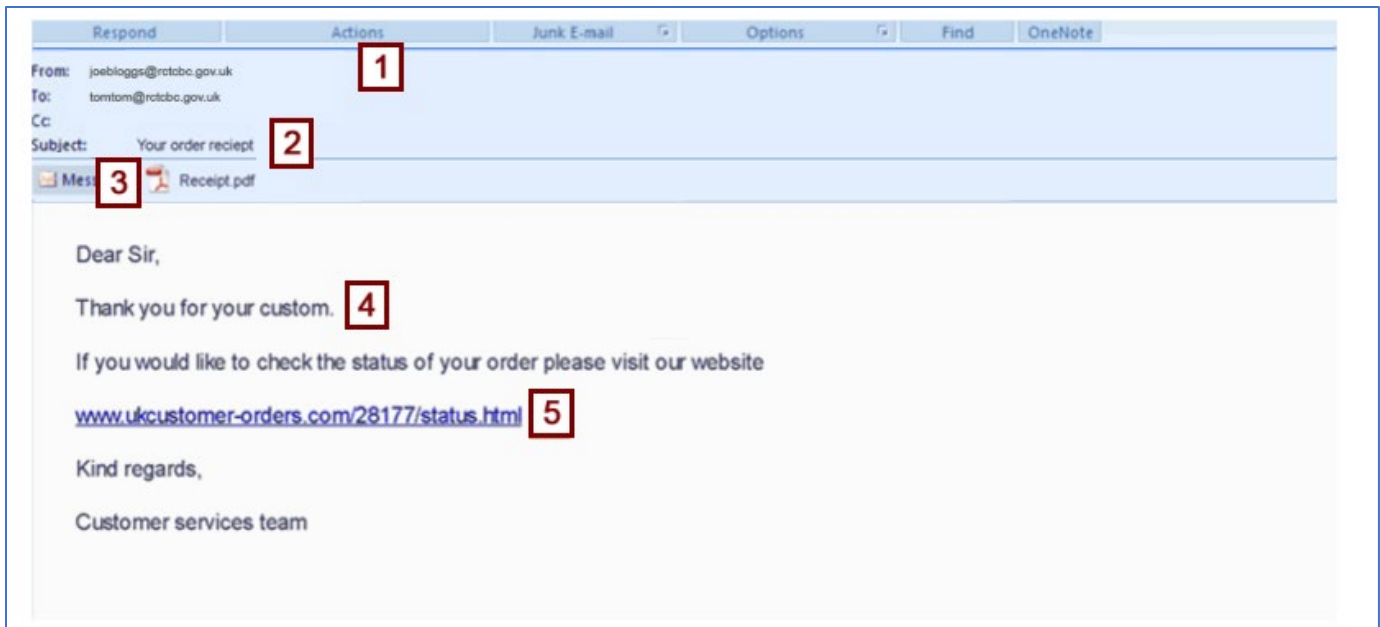 Respond Actions Junk E-mail Options Find OneNote
1
From: joebloggs@rctcbc.gov.uk
To: tomtom@rctcbc.gov.uk
Cc:
Subject: Your order reciept 2
3 Receipt.pdf
Dear Sir,
Thank you for your custom. 4
If you would like to check the status of your order please visit our website
www.ukcustomer-orders.com/28177/status.html 5
Kind regards,
Customer services team